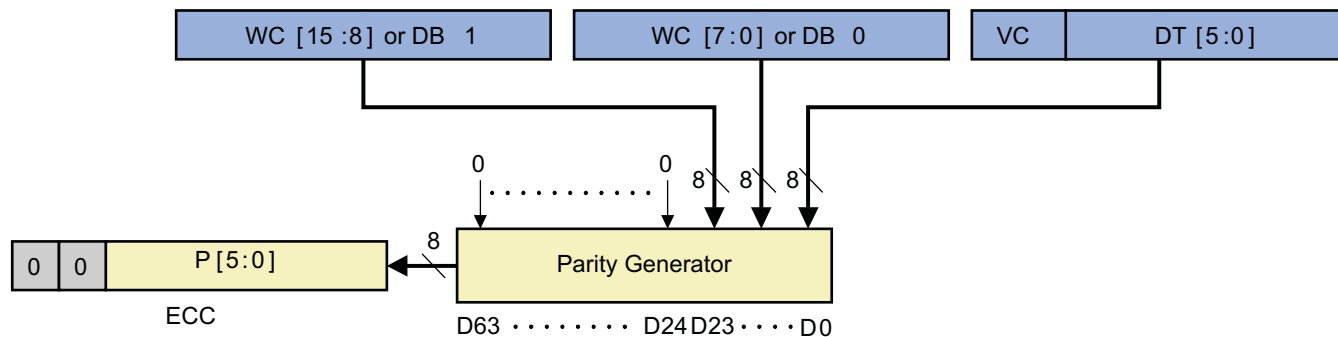 WC [15:8] or DB 1
WC [7:0] or DB 0
VC
DT [5:0]
0
0
8
8
8
0
0
P[5:0]
8
Parity Generator
ECC
D63 . . . . . . . . D24 D23 . . . . . D0